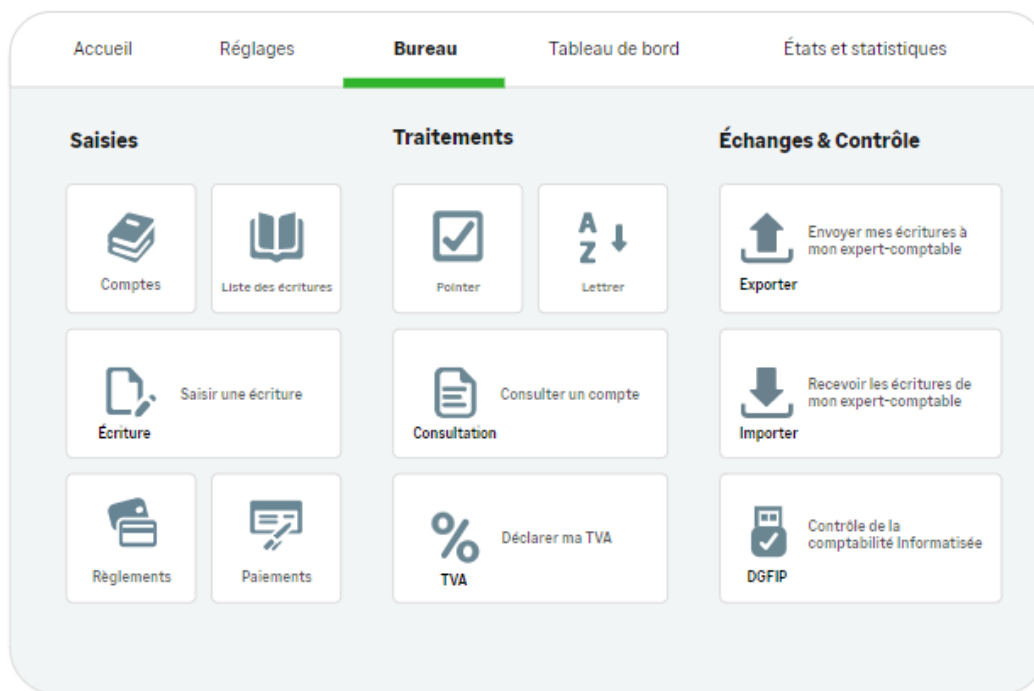 Accueil
Réglages
Bureau
Tableau de bord
États et statistiques
Saisies
Comptes
Liste des écritures
Saisir une écriture
Écriture
Règlements
Paiements
Traitements
Pointer
A
Z
Lettrer
Consulter un compte
Consultation
%
Déclarer ma TVA
TVA
Échanges & Contrôle
Envoyer mes écritures à
mon expert-comptable
Exporter
Recevoir les écritures de
mon expert-comptable
Importer
Contrôle de la
comptabilité Informatisée
DGFIP